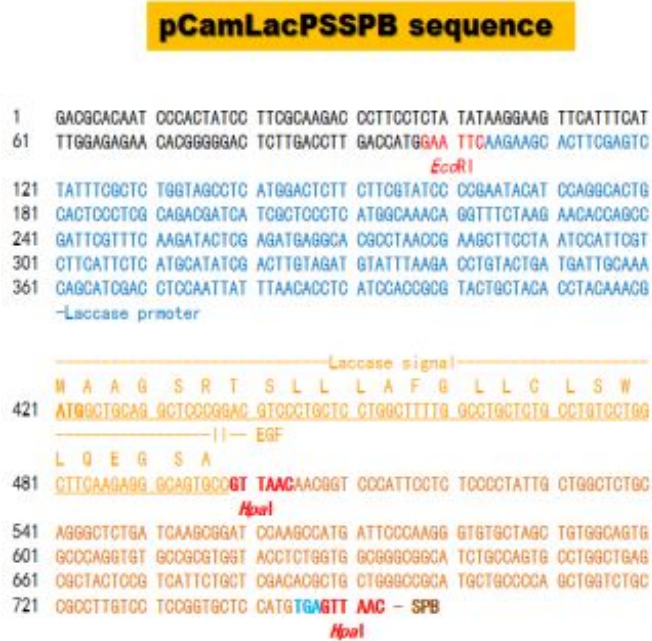 pCamLacPSSPB sequence
1 GACGCACAAT CCCACTATCC TTCGCAAGAC CCTTCCTCTA TATAAGGAAG TTCATTTCAT
61 TTGGAGAGAA CACGGGGGAC TCTTGACCTT GACCATGGAA TTCAAGAAGC ACTTCGAGTC
EcoRI
121 TATTTCGCTC TGGTAGCCTC ATGGACTCTT CTTCGTATCC CCGAATACAT CCAGGCACTG
181 CACTCCCTCG CAGACGATCA TCGCTCCCTC ATGGCAAACA GGTTTCTAAG AACACCAGCC
241 GATTCGTTTC AAGATACTCG AGATGAGGCA CGCCTAACCG AAGCTTCCTA ATCCATTCGT
301 CTTCATTCTC ATGCATATCG ACTTGTAGAT GTATTTAAGA CCTGTACTGA TGATTGCAAA
361 CAGCATCGAC CTCCAATTAT TTAACACCTC ATCCACCGCG TACTGCTACA CCTACAAACG
-Laccase prmoter
Laccase signal
M A A G S R T S L L L A F G L L C L S W
421 ATGGCTGCAG GCTCCCGGAC GTCCCTGCTC CTGGCTTTTG GCCTGCTCTG CCTGTCCTGG
-||-- EGF
L Q E G S A
481 CTTCAAGAGG GCAGTGCCGT TAACAACGGT CCCATTCCTC TCCCCTATTG CTGGCTCTGC
HpaI
541 AGGGCTCTGA TCAAGCGGAT CCAAGCCATG ATTCCCAAGG GTGTGCTAGC TGTGGCAGTG
601 GCCCAGGTGT GCCGCGTGGT ACCTCTGGTG GCGGGCGGCA TCTGCCAGTG CCTGGCTGAG
661 CGCTACTCCG TCATTCTGCT CGACACGCTG CTGGGCCGCA TGCTGCCCCA GCTGGTCTGC
721 CGCCTTGTCC TCCGGTGCTC CATGTGAGTT AAC - SPB
HpaI